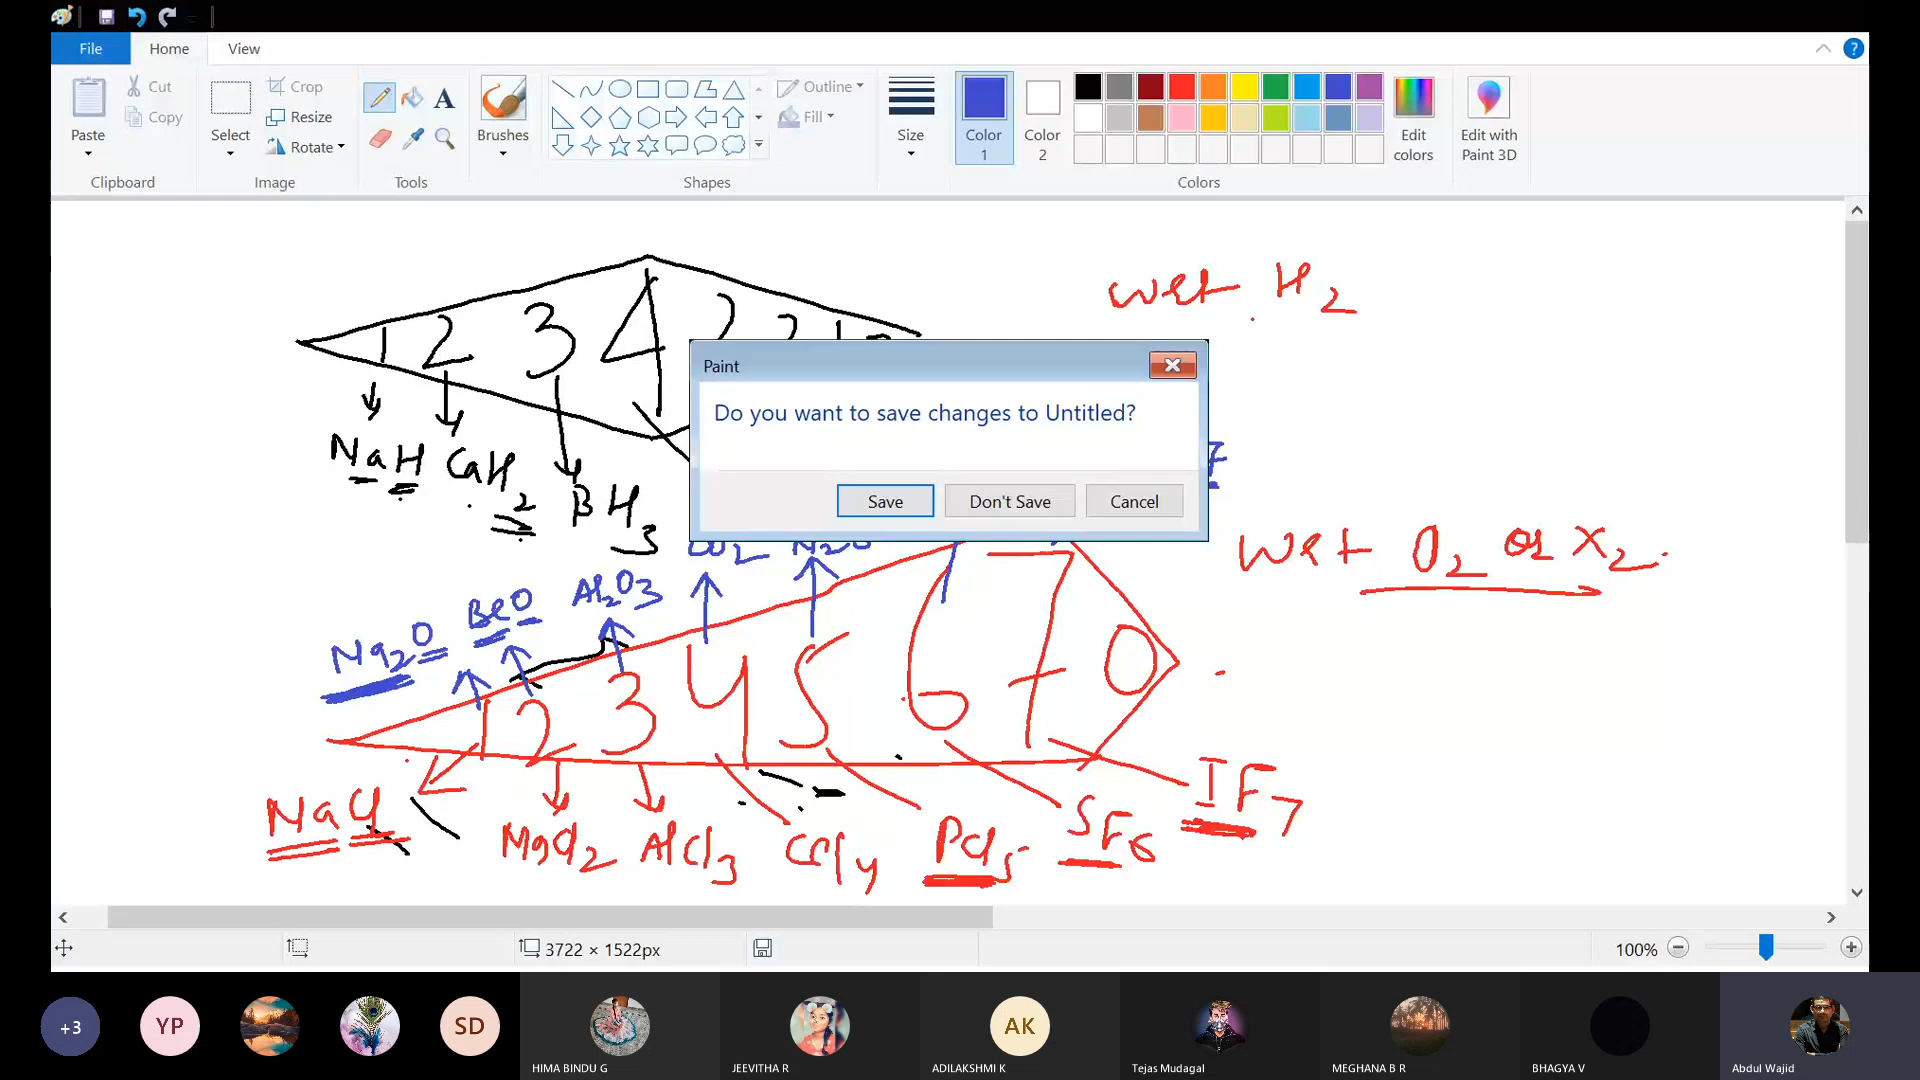 File Home View
Paste Cut Copy Select Crop Resize Rotate Brushes Outline Fill Size Color 1 Color 2 Edit colors Edit with Paint 3D
Clipboard Image Tools Shapes Colors
wrt H2
1 2 3 4
NaH CaH2 BH3
Paint
Do you want to save changes to Untitled?
Save Don't Save Cancel
wrt O2 or X2
Na2O BeO Al2O3
1 2 3 4 5 6 7 0
NaCl MgCl2 AlCl3 CCl4 PCl5 SF6 IF7
3722 × 1522px 100%
+3 YP SD AK
HIMA BINDU G JEEVITHA R ADILAKSHMI K Tejas Mudagal MEGHANA B R BHAGYA V Abdul Wajid